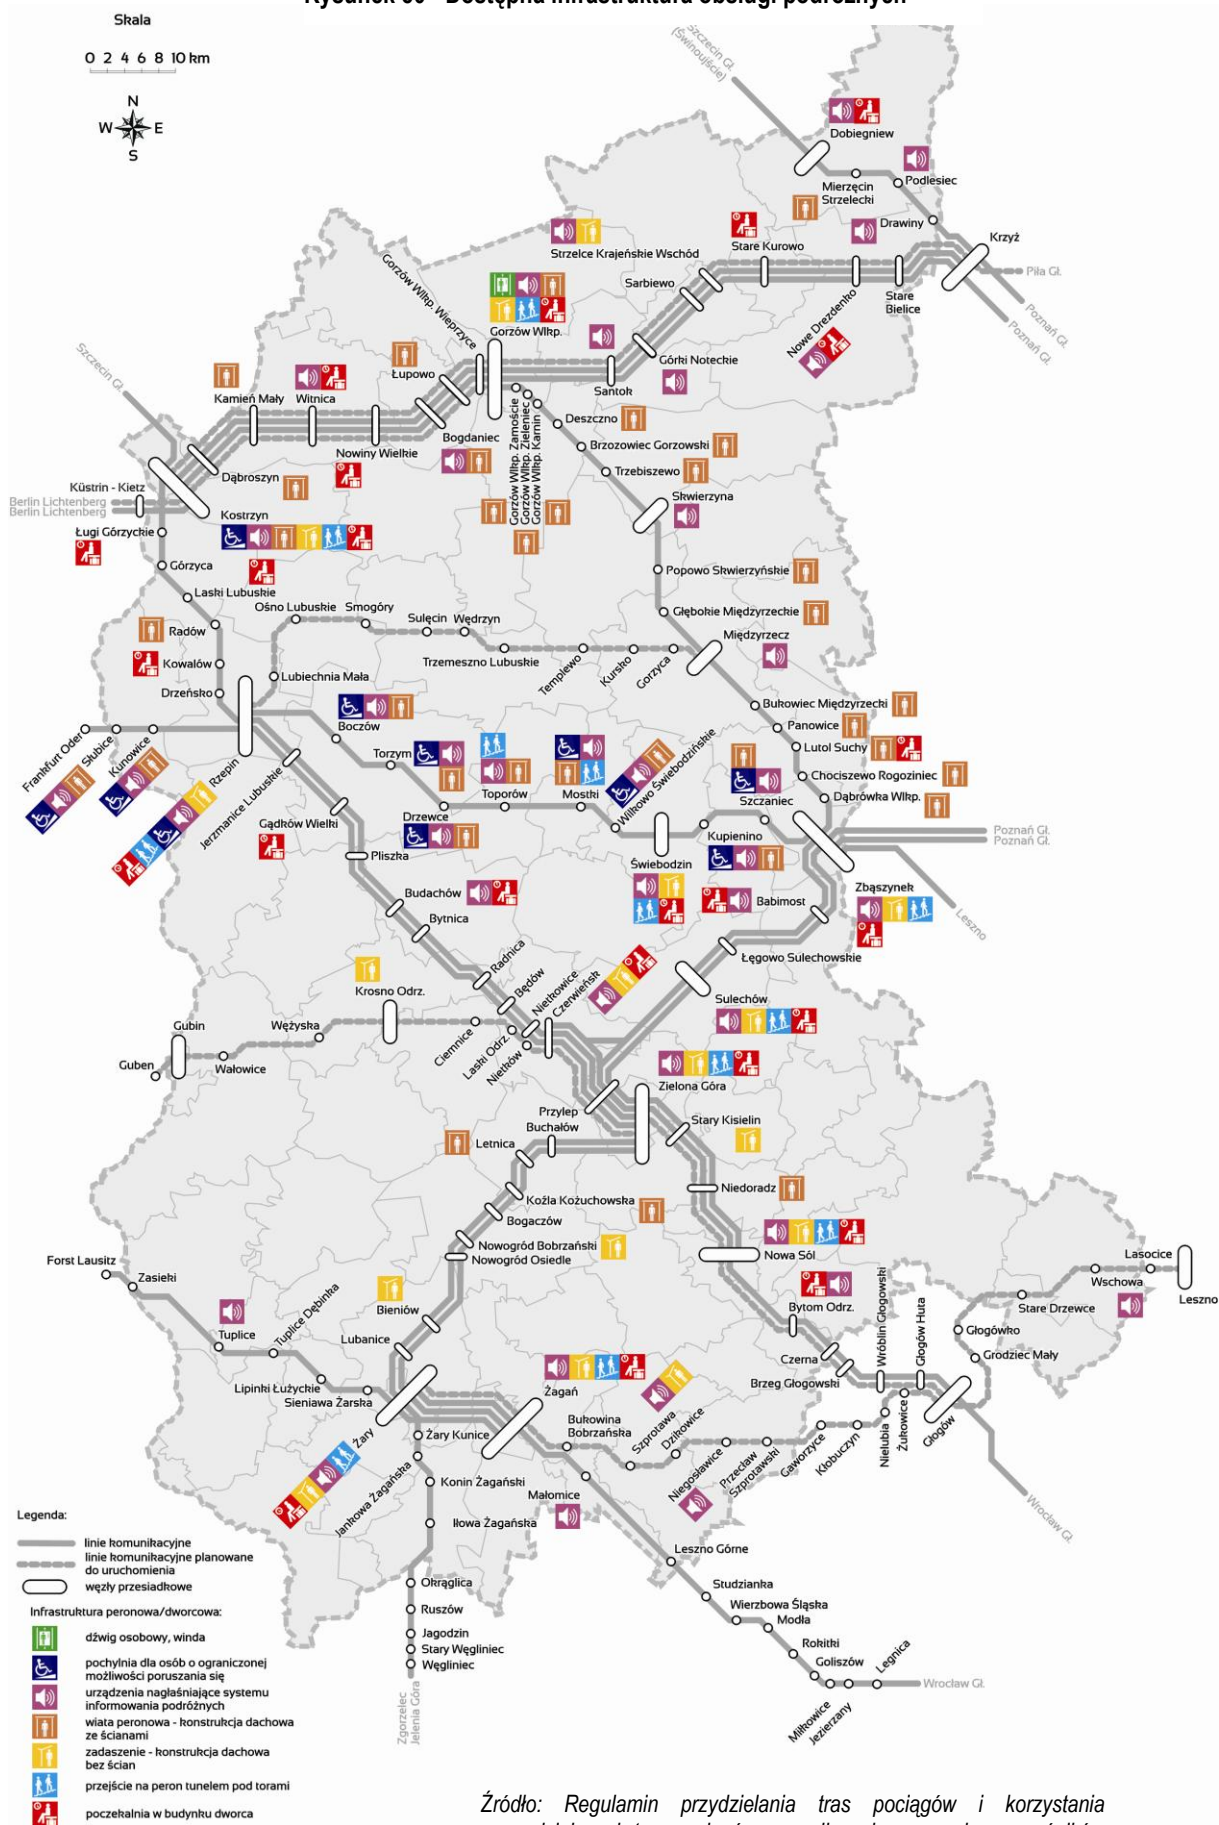 Rysunek 60 - Dostępna infrastruktura obsługi podróżnych
Skala
0 2 4 6 8 10 km
N
W E
S
Szczecin Gł.
(Świnoujście)
Dobiegniew
Podlesiec
Mierzęcin
Strzelecki
Drawiny
Krzyż
Piła Gł.
Poznań Gł.
Poznań Gł.
Strzelce Krajeńskie Wschód
Stare Kurowo
Sarbiewo
Nowe Drezdenko
Stare
Bielice
Gorzów Wlkp. Wieprzyce
Gorzów Wlkp.
Górki Noteckie
Santok
Szczecin Gł.
Łupowo
Kamień Mały
Witnica
Nowiny Wielkie
Bogdaniec
Gorzów Wlkp. Zamoście
Gorzów Wlkp. Zieleniec
Gorzów Wlkp. Karnin
Deszczno
Brzozowiec Gorzowski
Trzebiszewo
Skwierzyna
Dąbroszyn
Küstrin - Kietz
Berlin Lichtenberg
Berlin Lichtenberg
Kostrzyn
Ługi Górzyckie
Górzyca
Laski Lubuskie
Radów
Kowalów
Drzeńsko
Ośno Lubuskie
Smogóry
Sulęcin
Wędrzyn
Trzemeszno Lubuskie
Templewo
Kursko
Gorzyca
Lubiechnia Mała
Popowo Skwierzyńskie
Głębokie Międzyrzeckie
Międzyrzecz
Bukowiec Międzyrzecki
Panowice
Lutol Suchy
Chociszewo Rogoziniec
Dąbrówka Wlkp.
Frankfurt Oder
Słubice
Kunowice
Rzepin
Jerzmanice Lubuskie
Boczów
Torzym
Drzewce
Toporów
Mostki
Wilkowo Świebodzińskie
Świebodzin
Kupienino
Szczaniec
Poznań Gł.
Poznań Gł.
Zbąszynek
Leszno
Gądków Wielki
Pliszka
Budachów
Bytnica
Radnica
Będów
Nietkowice
Czerwieńsk
Babimost
Łęgowo Sulechowskie
Sulechów
Krosno Odrz.
Gubin
Guben
Wałowice
Wężyska
Ciemnice
Laski Odrz.
Nietków
Zielona Góra
Przylep
Buchałów
Letnica
Stary Kisielin
Niedoradz
Koźla Kożuchowska
Bogaczów
Nowogród Bobrzański
Nowogród Osiedle
Nowa Sól
Bytom Odrz.
Czerna
Brzeg Głogowski
Wróblin Głogowski
Głogów Huta
Forst Lausitz
Zasieki
Tuplice
Tuplice Dębinka
Lipinki Łużyckie
Sieniawa Żarska
Bieniów
Lubanice
Lasocice
Wschowa
Leszno
Stare Drzewce
Głogówko
Grodziec Mały
Nielubia
Żukowice
Głogów
Wrocław Gł.
Żagań
Żary
Żary Kunice
Jankowa Żagańska
Konin Żagański
Iłowa Żagańska
Bukowina
Bobrzańska
Szprotawa
Dzikowice
Niegosławice
Przecław
Szprotawski
Gaworzyce
Kłobuczyn
Małomice
Leszno Górne
Studzianka
Wierzbowa Śląska
Modła
Rokitki
Goliszów
Miłkowice
Jezierzany
Legnica
Wrocław Gł.
Okrąglica
Ruszów
Jagodzin
Stary Węgliniec
Węgliniec
Zgorzelec
Jelenia Góra
Legenda:
linie komunikacyjne
linie komunikacyjne planowane
do uruchomienia
węzły przesiadkowe
Infrastruktura peronowa/dworcowa:
dźwig osobowy, winda
pochylnia dla osób o ograniczonej
możliwości poruszania się
urządzenia nagłaśniające systemu
informowania podróżnych
wiata peronowa - konstrukcja dachowa
ze ścianami
zadaszenie - konstrukcja dachowa
bez ścian
przejście na peron tunelem pod torami
poczekalnia w budynku dworca
Źródło: Regulamin przydzielania tras pociągów i korzystania